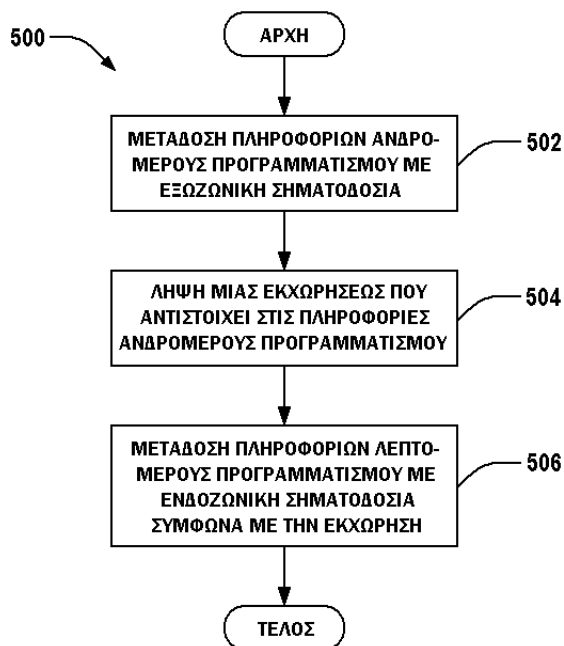 500
ΑΡΧΗ
ΜΕΤΑΔΟΣΗ ΠΛΗΡΟΦΟΡΙΩΝ ΑΝΔΡΟ-
ΜΕΡΟΥΣ ΠΡΟΓΡΑΜΜΑΤΙΣΜΟΥ ΜΕ
ΕΞΩΖΩΝΙΚΗ ΣΗΜΑΤΟΔΟΣΙΑ
502
ΛΗΨΗ ΜΙΑΣ ΕΚΧΩΡΗΣΕΩΣ ΠΟΥ
ΑΝΤΙΣΤΟΙΧΕΙ ΣΤΙΣ ΠΛΗΡΟΦΟΡΙΕΣ
ΑΝΔΡΟΜΕΡΟΥΣ ΠΡΟΓΡΑΜΜΑΤΙΣΜΟΥ
504
ΜΕΤΑΔΟΣΗ ΠΛΗΡΟΦΟΡΙΩΝ ΛΕΠΤΟ-
ΜΕΡΟΥΣ ΠΡΟΓΡΑΜΜΑΤΙΣΜΟΥ ΜΕ
ΕΝΔΟΖΩΝΙΚΗ ΣΗΜΑΤΟΔΟΣΙΑ
ΣΥΜΦΩΝΑ ΜΕ ΤΗΝ ΕΚΧΩΡΗΣΗ
506
ΤΕΛΟΣ